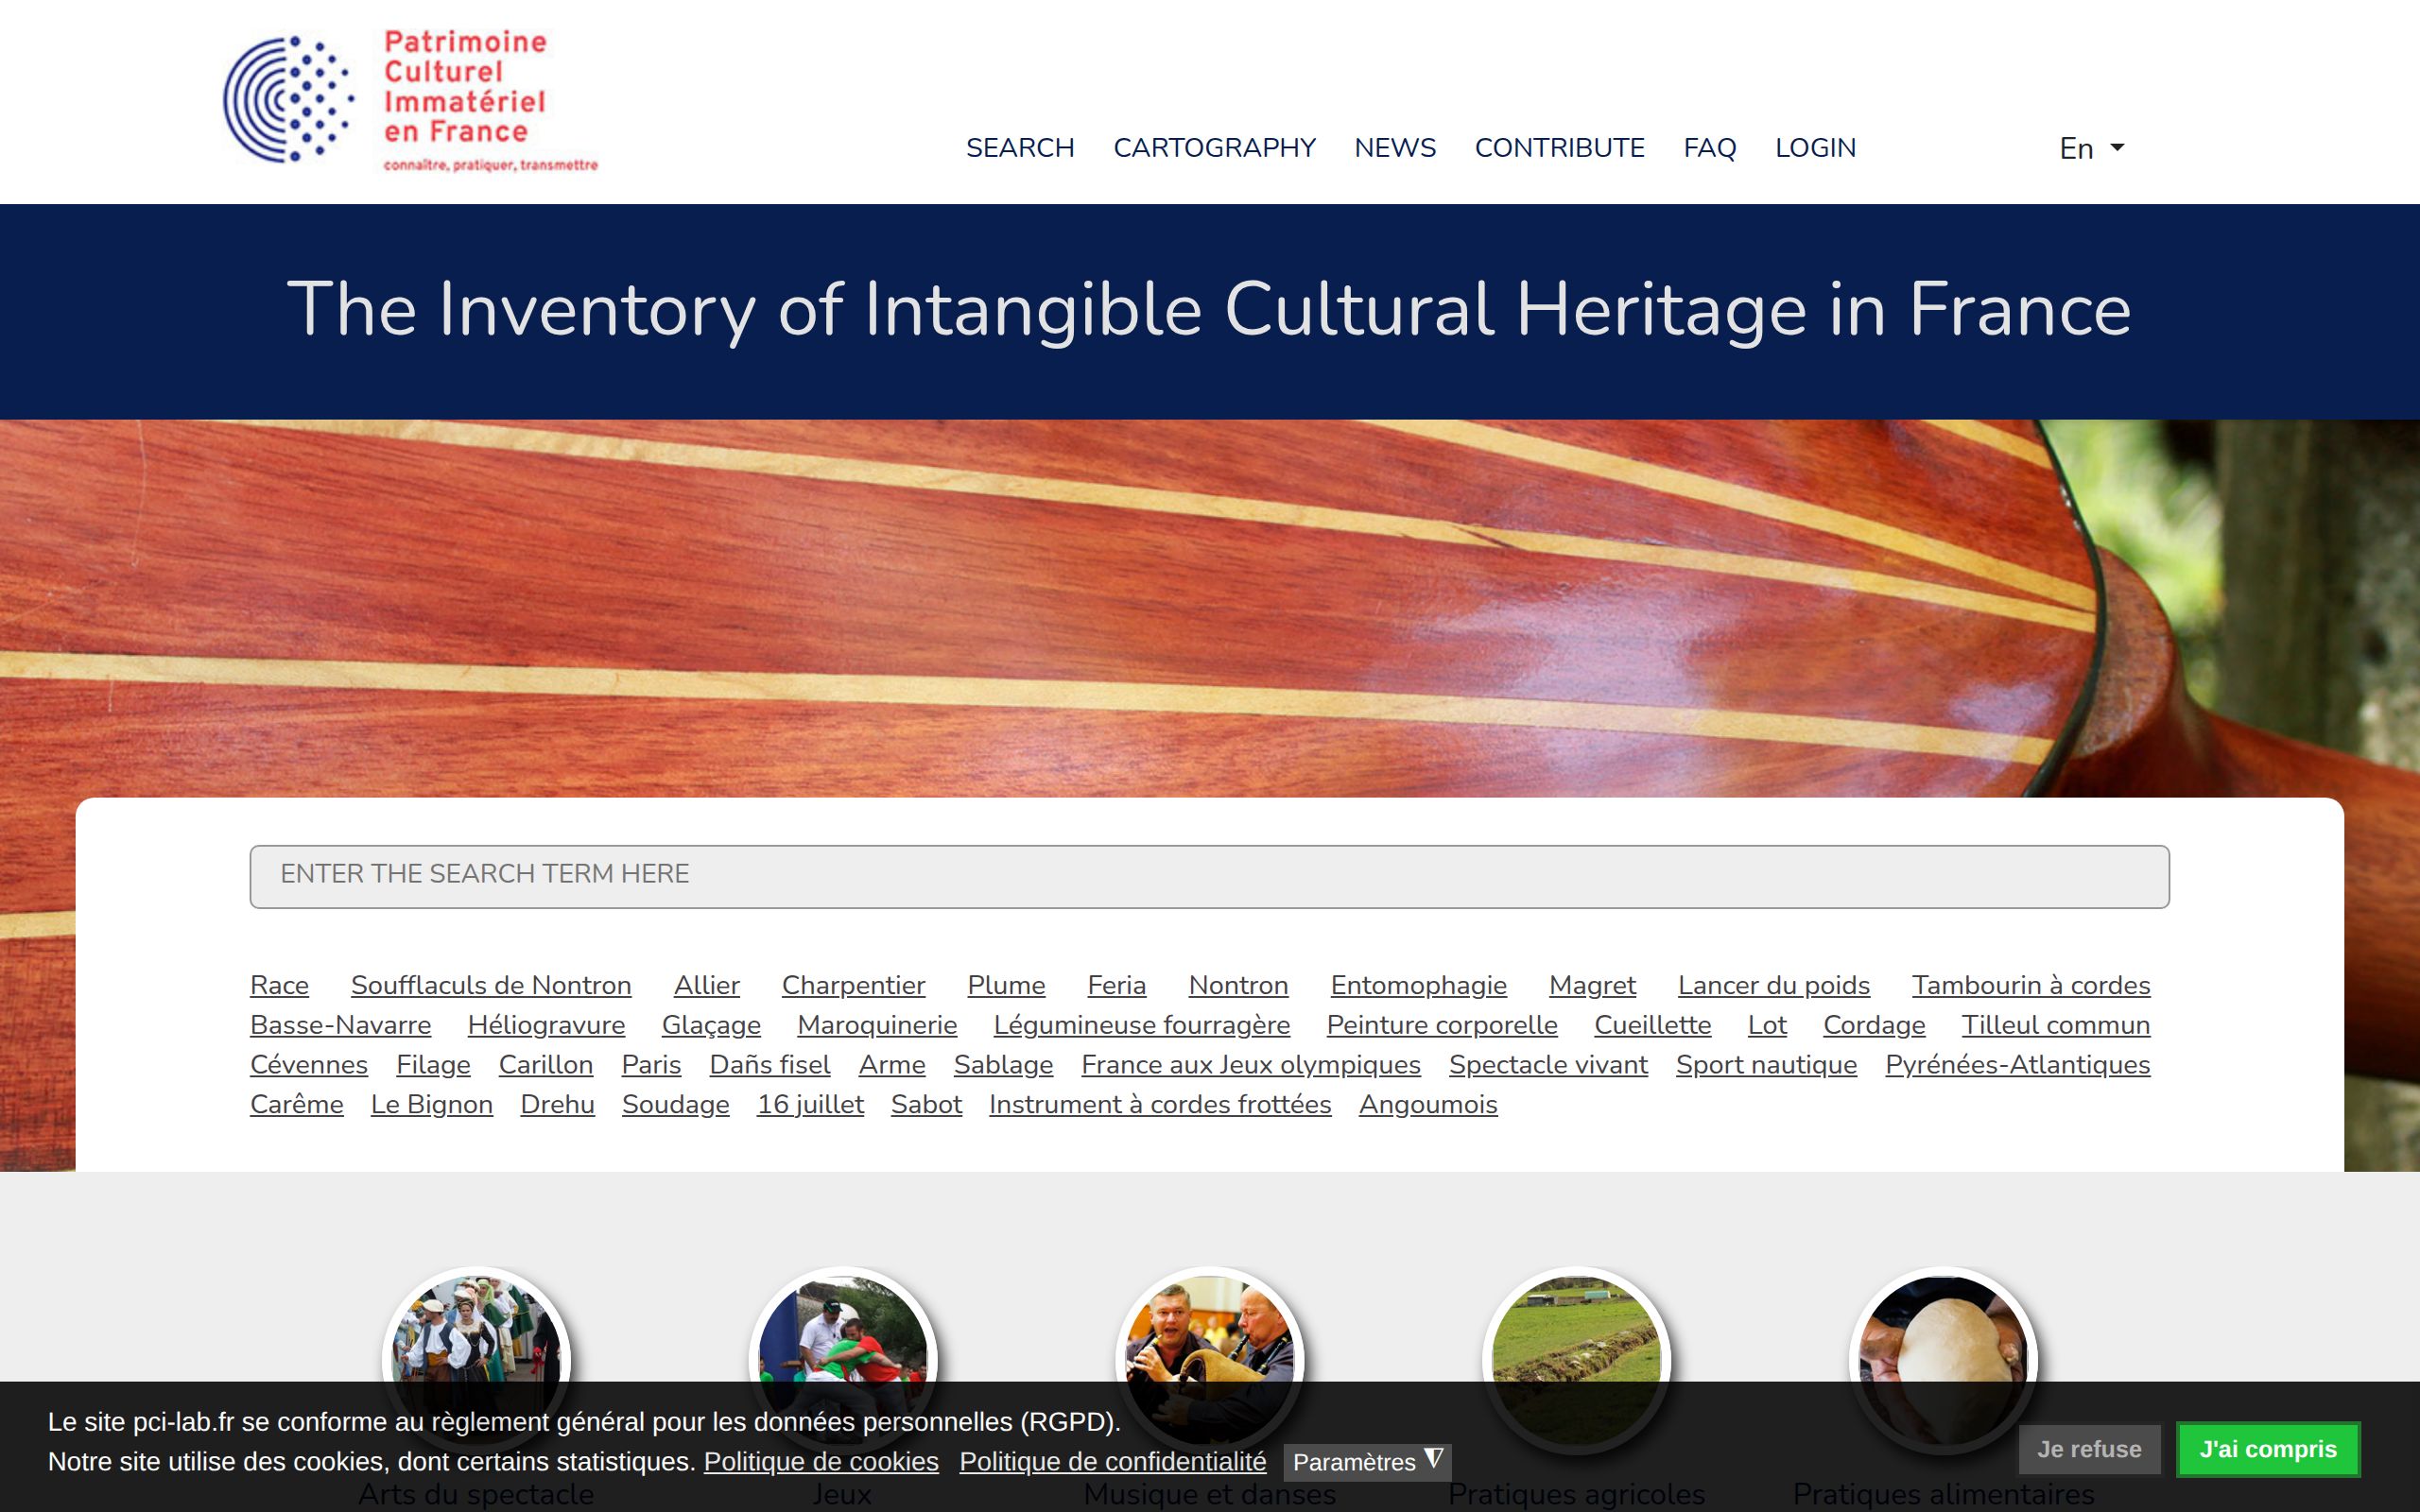 Patrimoine
Culturel
Immatériel
en France
connaître, pratiquer, transmettre
SEARCH CARTOGRAPHY NEWS CONTRIBUTE FAQ LOGIN En
The Inventory of Intangible Cultural Heritage in France
ENTER THE SEARCH TERM HERE
Race Soufflaculs de Nontron Allier Charpentier Plume Feria Nontron Entomophagie Magret Lancer du poids Tambourin à cordes
Basse-Navarre Héliogravure Glaçage Maroquinerie Légumineuse fourragère Peinture corporelle Cueillette Lot Cordage Tilleul commun
Cévennes Filage Carillon Paris Dañs fisel Arme Sablage France aux Jeux olympiques Spectacle vivant Sport nautique Pyrénées-Atlantiques
Carême Le Bignon Drehu Soudage 16 juillet Sabot Instrument à cordes frottées Angoumois
Le site pci-lab.fr se conforme au règlement général pour les données personnelles (RGPD).
Notre site utilise des cookies, dont certains statistiques. Politique de cookies Politique de confidentialité Paramètres
Je refuse J'ai compris
Arts du spectacle Jeux Musique et danses Pratiques agricoles Pratiques alimentaires